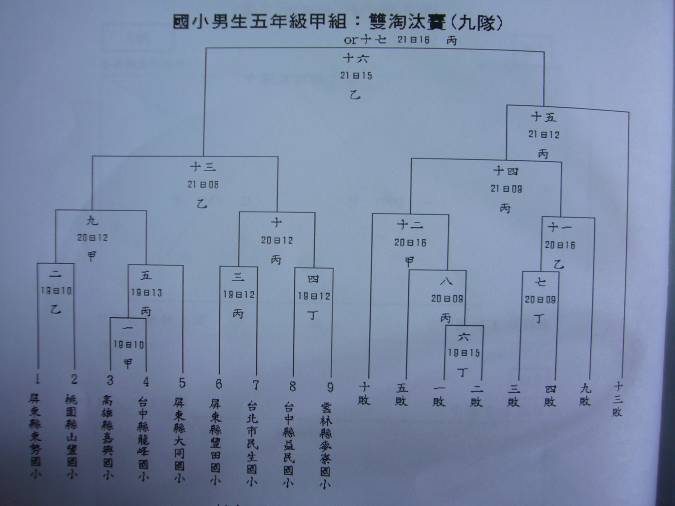 國小男生五年級甲組：雙淘汰賽(九隊)
or十七 21日16 丙
十六
21日15
乙
十五
21日12
丙
十三
21日08
乙
十四
21日09
丙
九
20日12
甲
十
20日12
丙
十二
20日16
甲
十一
20日16
乙
二
19日10
乙
五
19日13
丙
三
19日12
丙
四
19日12
丁
八
20日09
丙
七
20日09
丁
一
19日10
甲
六
19日15
丁
1 2 3 4 5 6 7 8 9
屏東縣東勢國小
桃園縣山豐國小
高雄縣嘉興國小
台中縣龍峰國小
屏東縣大同國小
屏東縣豐田國小
台北市民生國小
台中縣益民國小
雲林縣麥寮國小
十敗
五敗
一敗
二敗
三敗
四敗
九敗
十三敗